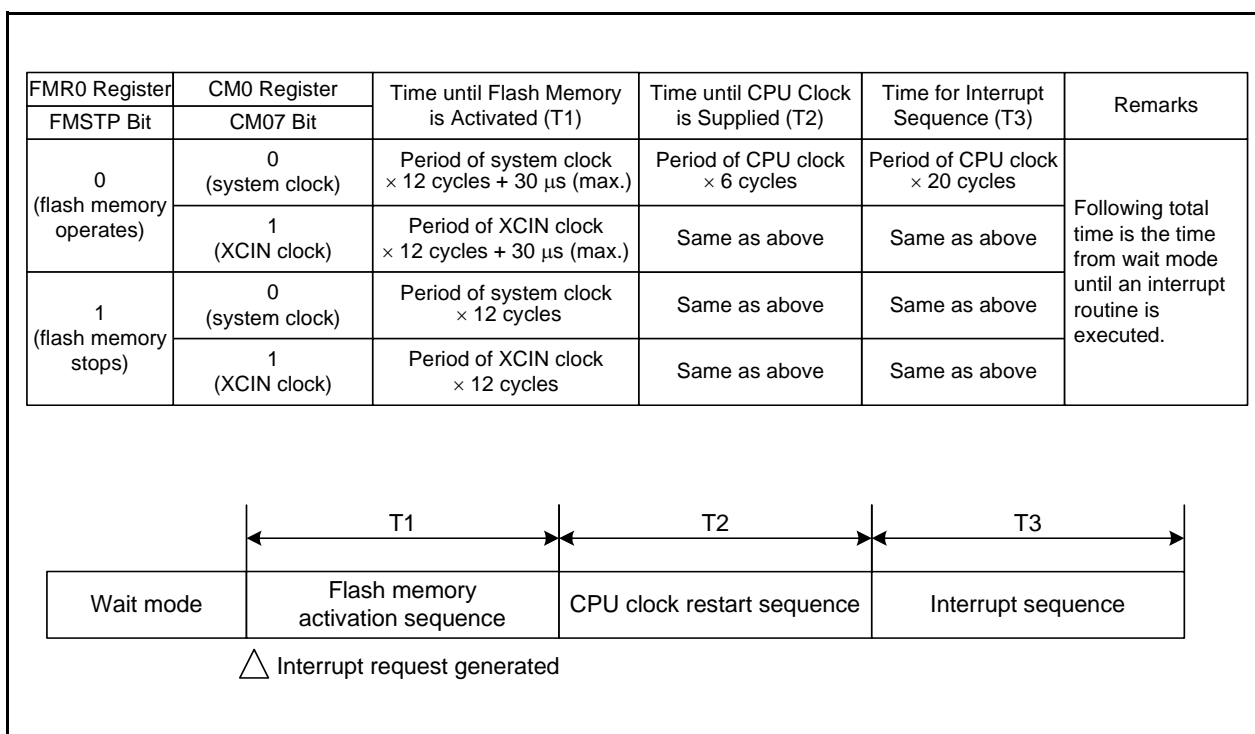 FMR0 Register
CM0 Register
Time until Flash Memory
is Activated (T1)
Time until CPU Clock
is Supplied (T2)
Time for Interrupt
Sequence (T3)
Remarks
FMSTP Bit
CM07 Bit
0
(flash memory
operates)
0
(system clock)
Period of system clock
× 12 cycles + 30 μs (max.)
Period of CPU clock
× 6 cycles
Period of CPU clock
× 20 cycles
Following total
time is the time
from wait mode
until an interrupt
routine is
executed.
1
(XCIN clock)
Period of XCIN clock
× 12 cycles + 30 μs (max.)
Same as above
Same as above
1
(flash memory
stops)
0
(system clock)
Period of system clock
× 12 cycles
Same as above
Same as above
1
(XCIN clock)
Period of XCIN clock
× 12 cycles
Same as above
Same as above
T1
T2
T3
Wait mode
Flash memory
activation sequence
CPU clock restart sequence
Interrupt sequence
Interrupt request generated